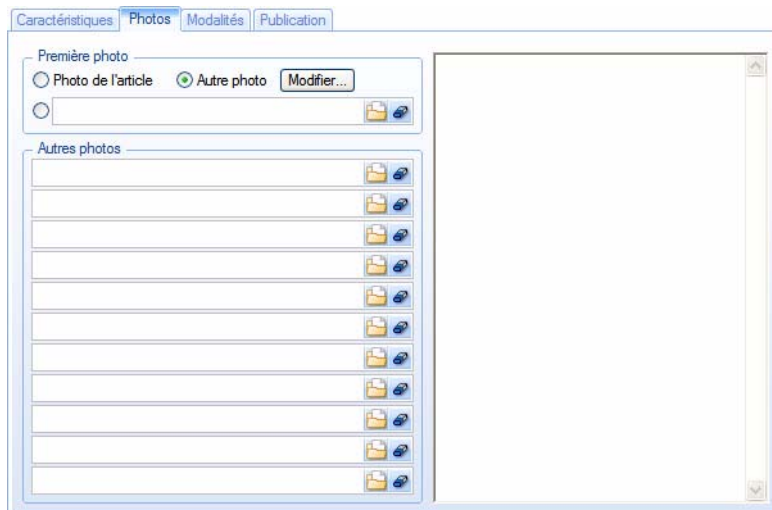 Caractéristiques Photos Modalités Publication
Première photo
Photo de l'article Autre photo Modifier...
Autres photos